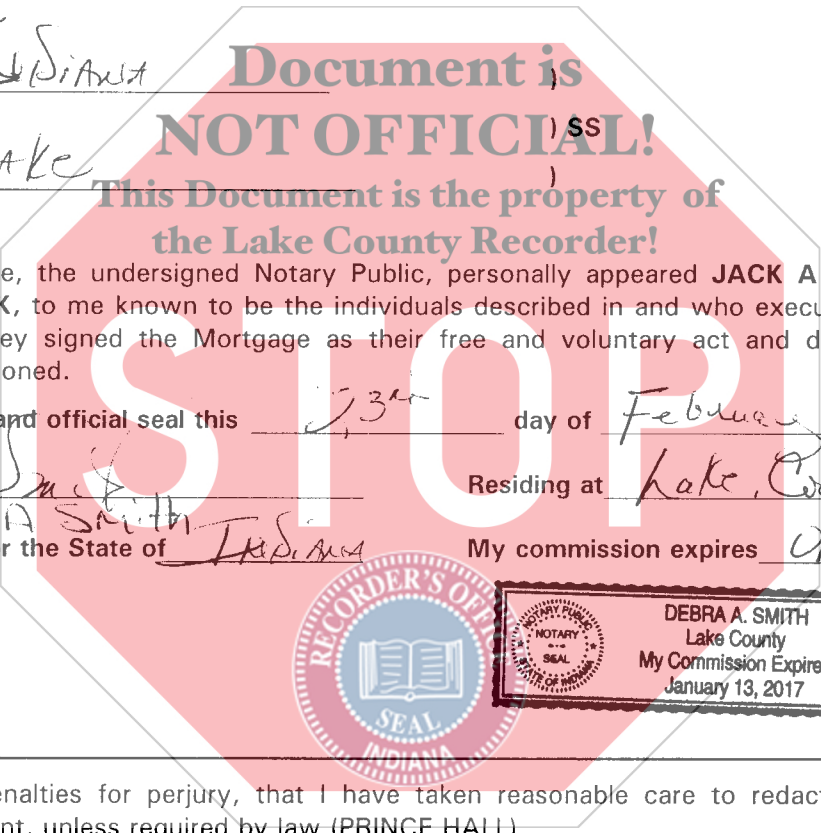 INDIANA )
) SS
LAKE )
Document is
NOT OFFICIAL!
This Document is the property of
the Lake County Recorder!
e, the undersigned Notary Public, personally appeared JACK A
K, to me known to be the individuals described in and who execu
ey signed the Mortgage as their free and voluntary act and d
oned.
STOP
and official seal this 23rd day of February
Smith Residing at Lake, Co
A Smith
r the State of INDIANA My commission expires
RECORDER'S OFFICE
SEAL
INDIANA
NOTARY PUBLIC
NOTARY
SEAL
STATE OF INDIANA
DEBRA A. SMITH
Lake County
My Commission Expire
January 13, 2017
enalties for perjury, that I have taken reasonable care to redact
nt, unless required by law (PRINCE HALL)